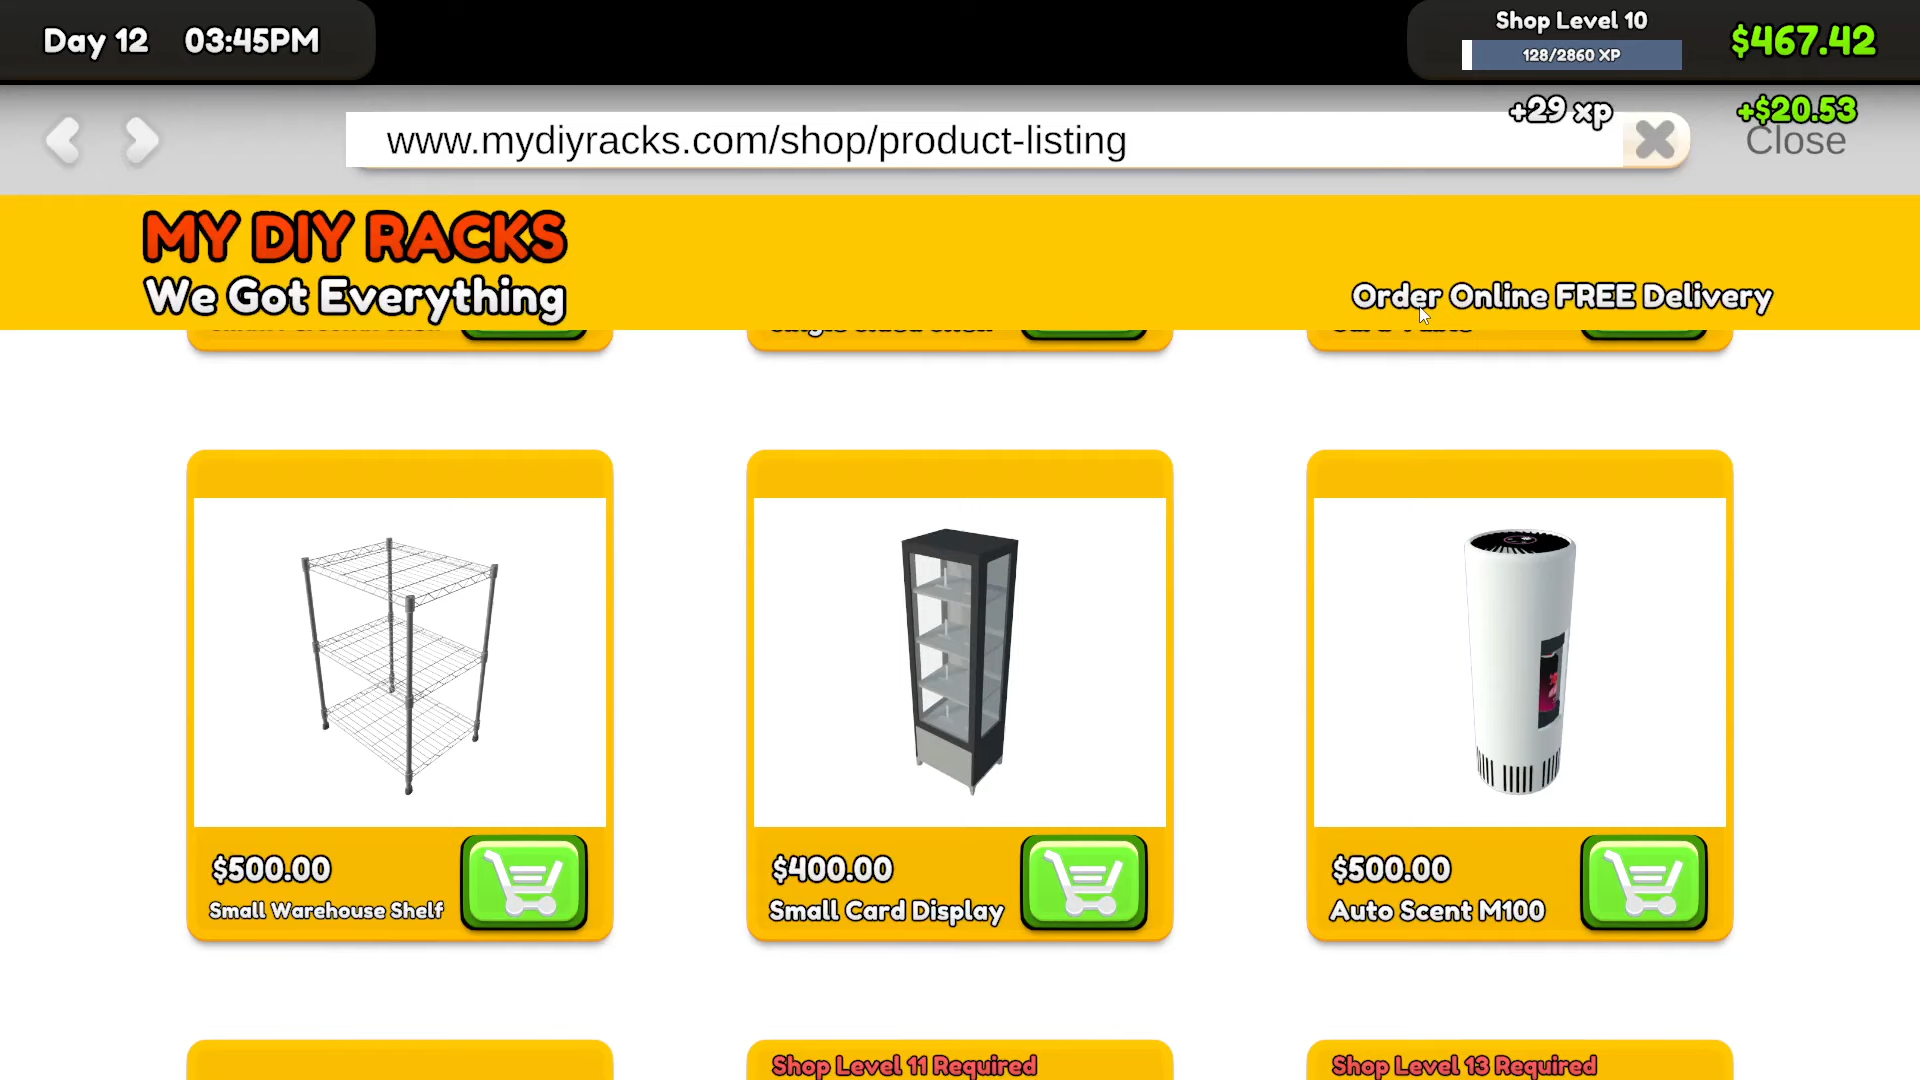 Day 12 03:45PM
Shop Level 10
128/2860 XP
$467.42
+29 xp
+$20.53
www.mydiyracks.com/shop/product-listing
Close
MY DIY RACKS
We Got Everything
Order Online FREE Delivery
$500.00
Small Warehouse Shelf
$400.00
Small Card Display
$500.00
Auto Scent M100
Shop Level 11 Required
Shop Level 13 Required